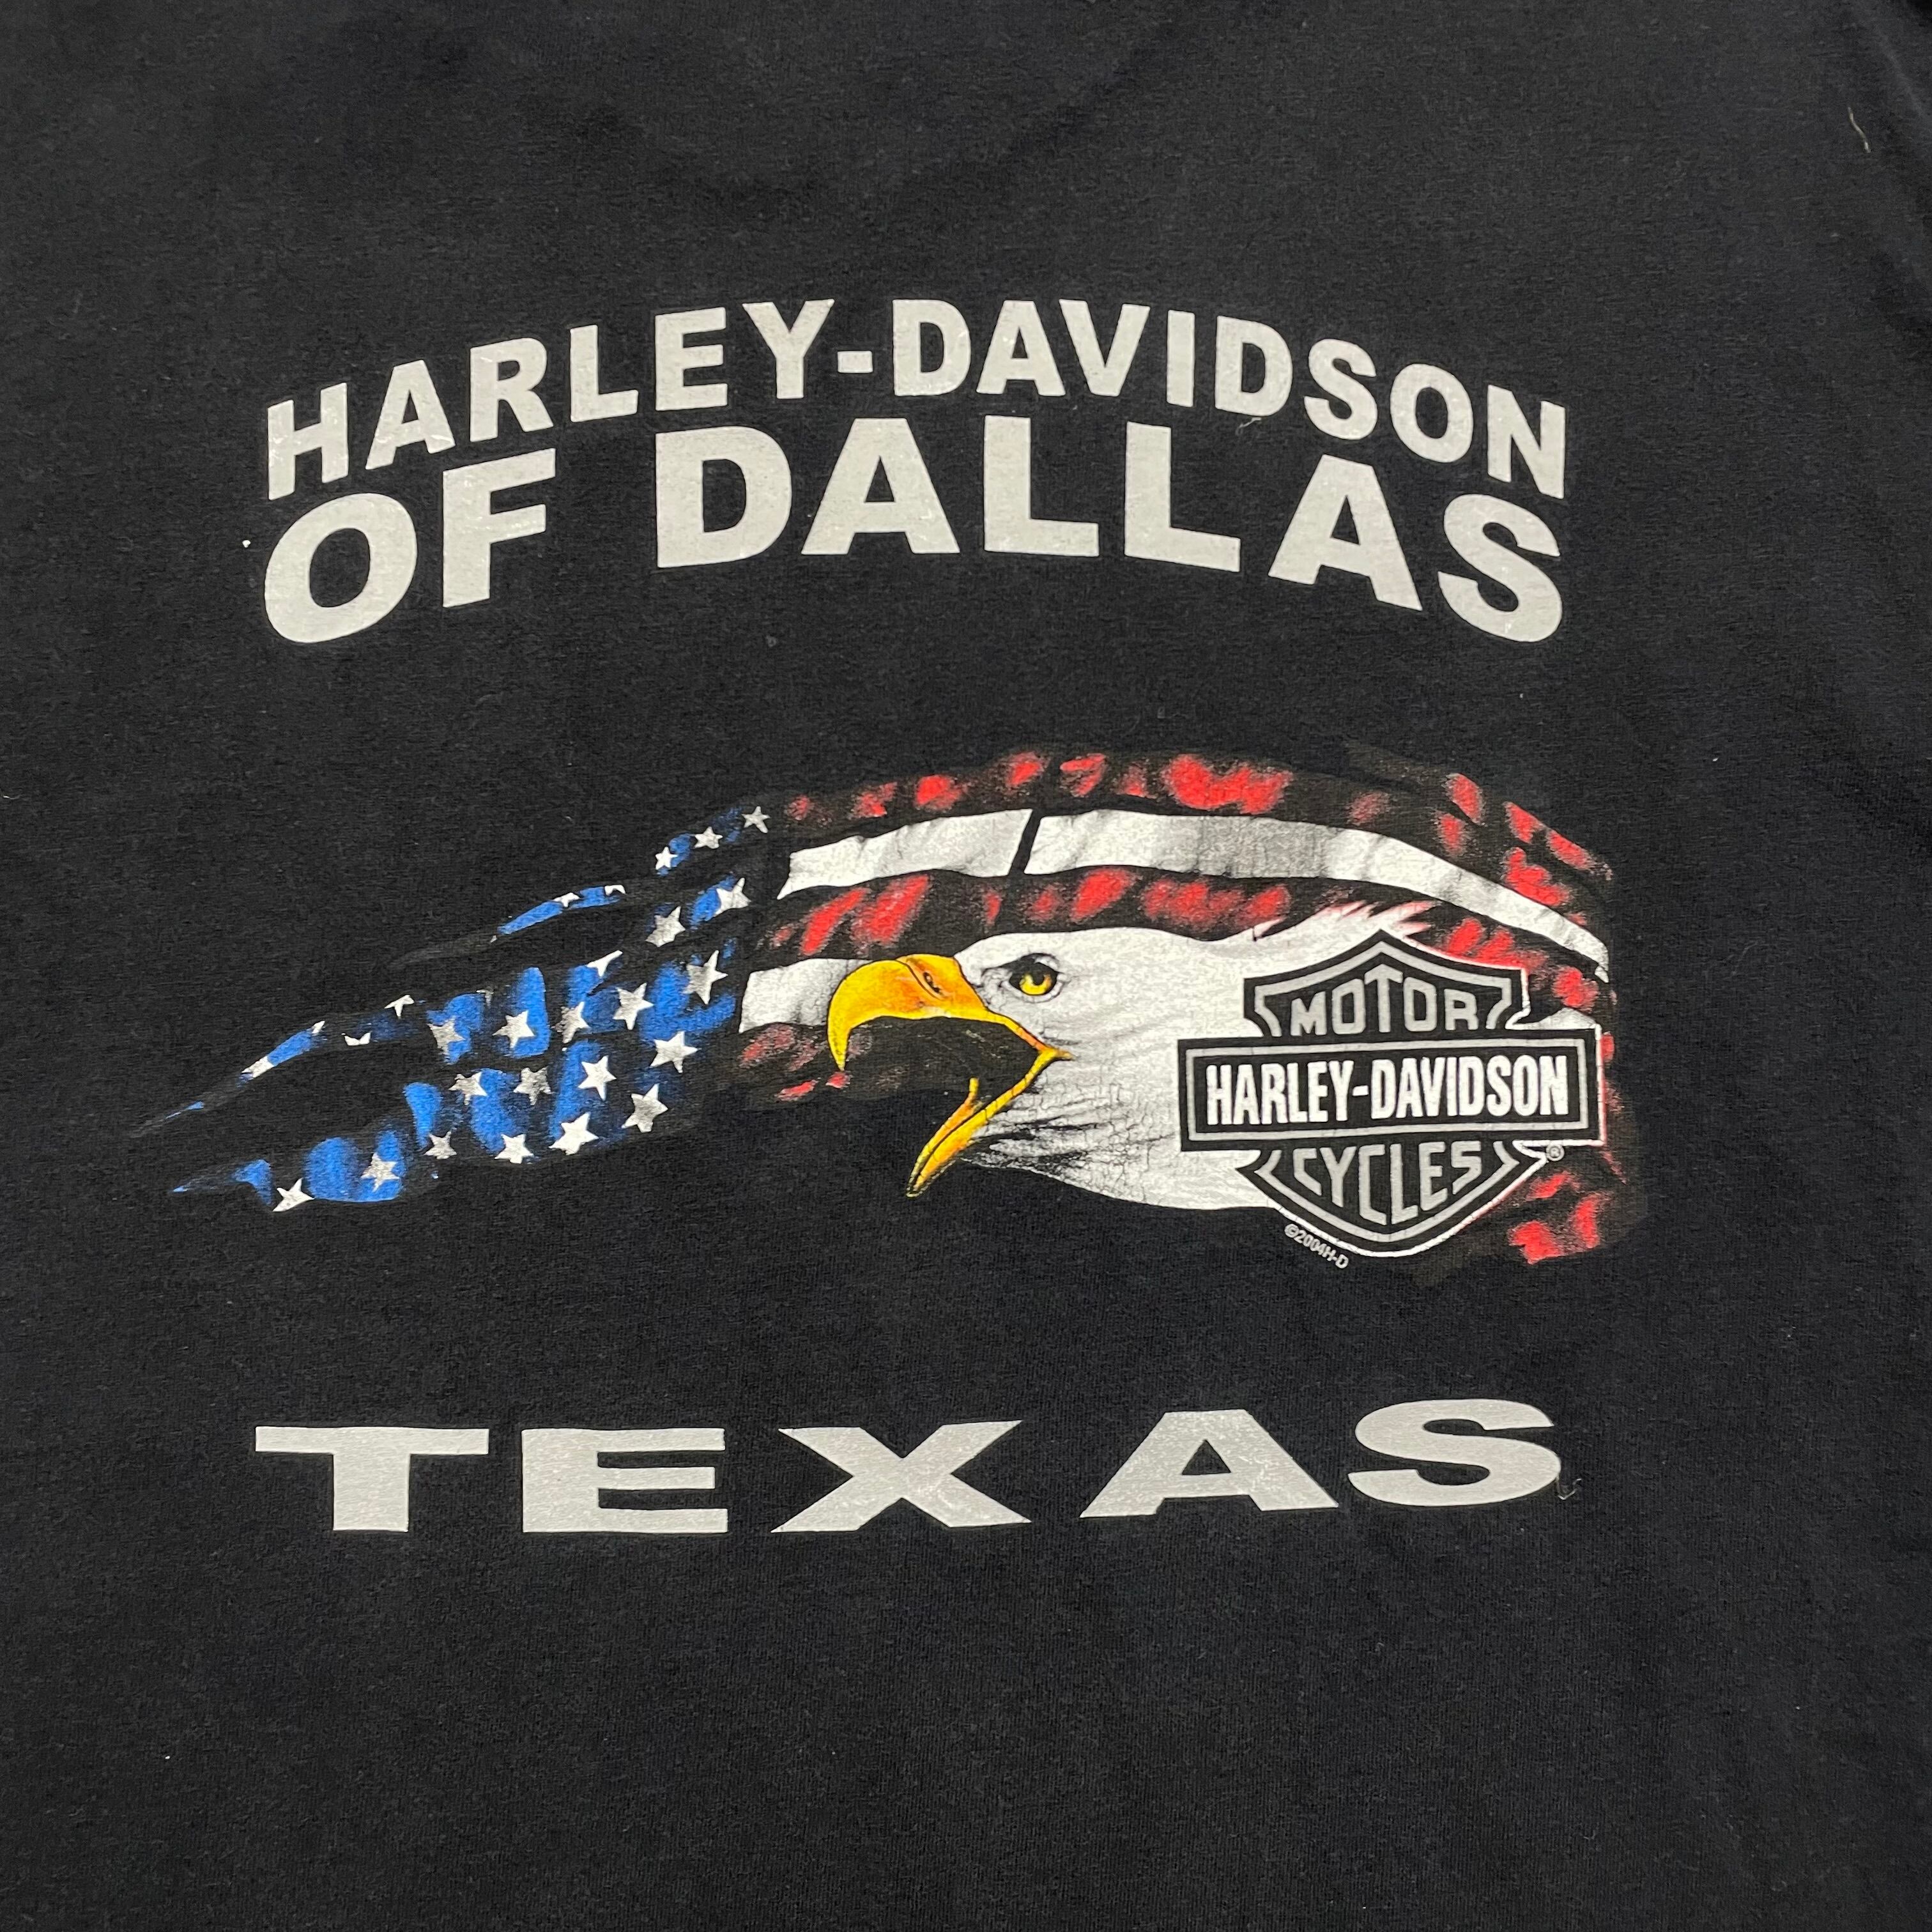 HARLEY-DAVIDSON
OF DALLAS
MOTOR
HARLEY-DAVIDSON
CYCLES
®
©2004H-D
TEXAS